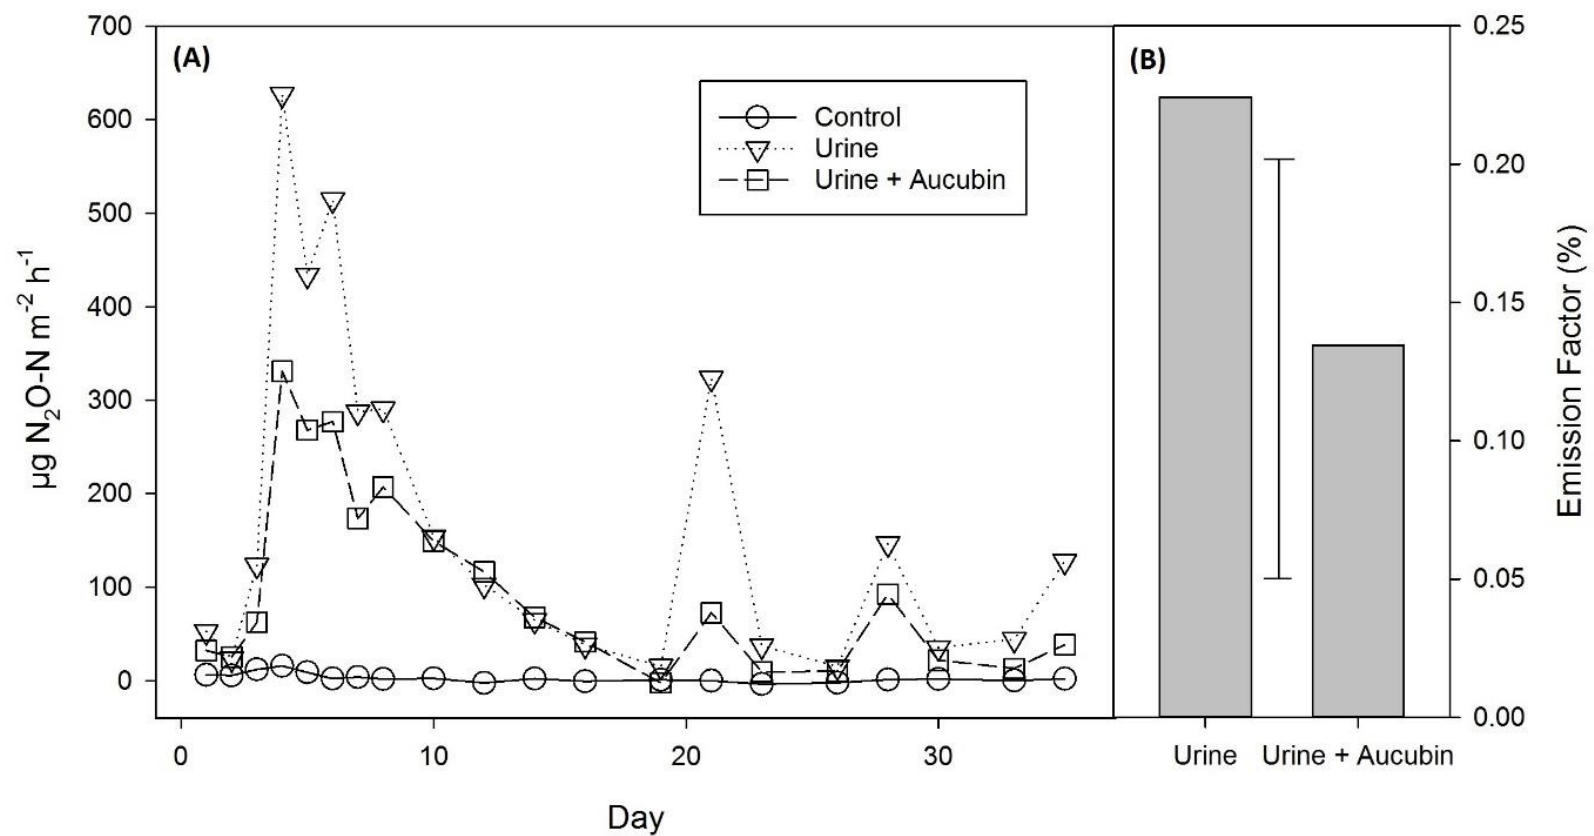 (A)
(B)
700
600
500
400
300
200
100
0
µg N₂O-N m⁻² h⁻¹
Control
Urine
Urine + Aucubin
0.25
0.20
0.15
0.10
0.05
0.00
Emission Factor (%)
0 10 20 30
Urine Urine + Aucubin
Day